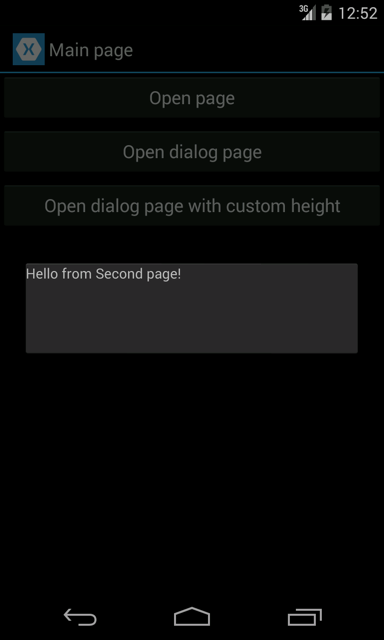 3G 12:52
Main page
Open page
Open dialog page
Open dialog page with custom height
Hello from Second page!